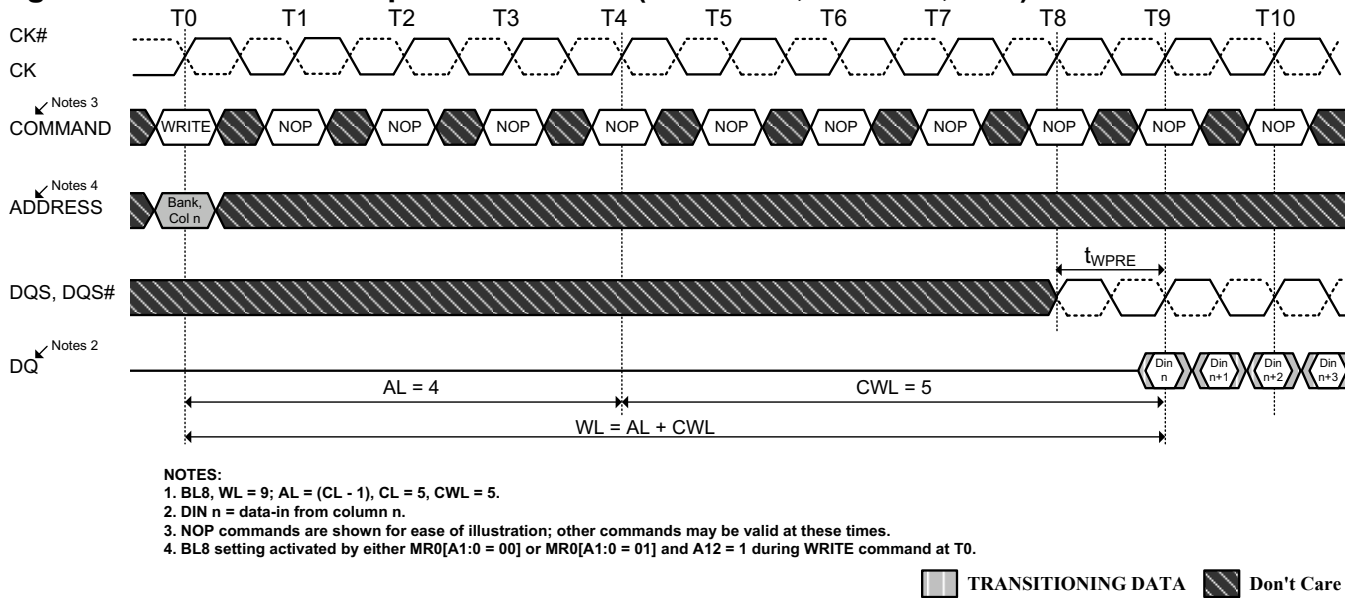 T0 T1 T2 T3 T4 T5 T6 T7 T8 T9 T10
CK#
CK
Notes 3
COMMAND WRITE NOP NOP NOP NOP NOP NOP NOP NOP NOP NOP
Notes 4
ADDRESS Bank,
Col n
tWPRE
DQS, DQS#
Notes 2
DQ
Din Din Din Din
n n+1 n+2 n+3
AL = 4 CWL = 5
WL = AL + CWL
NOTES:
1. BL8, WL = 9; AL = (CL - 1), CL = 5, CWL = 5.
2. DIN n = data-in from column n.
3. NOP commands are shown for ease of illustration; other commands may be valid at these times.
4. BL8 setting activated by either MR0[A1:0 = 00] or MR0[A1:0 = 01] and A12 = 1 during WRITE command at T0.
TRANSITIONING DATA Don't Care